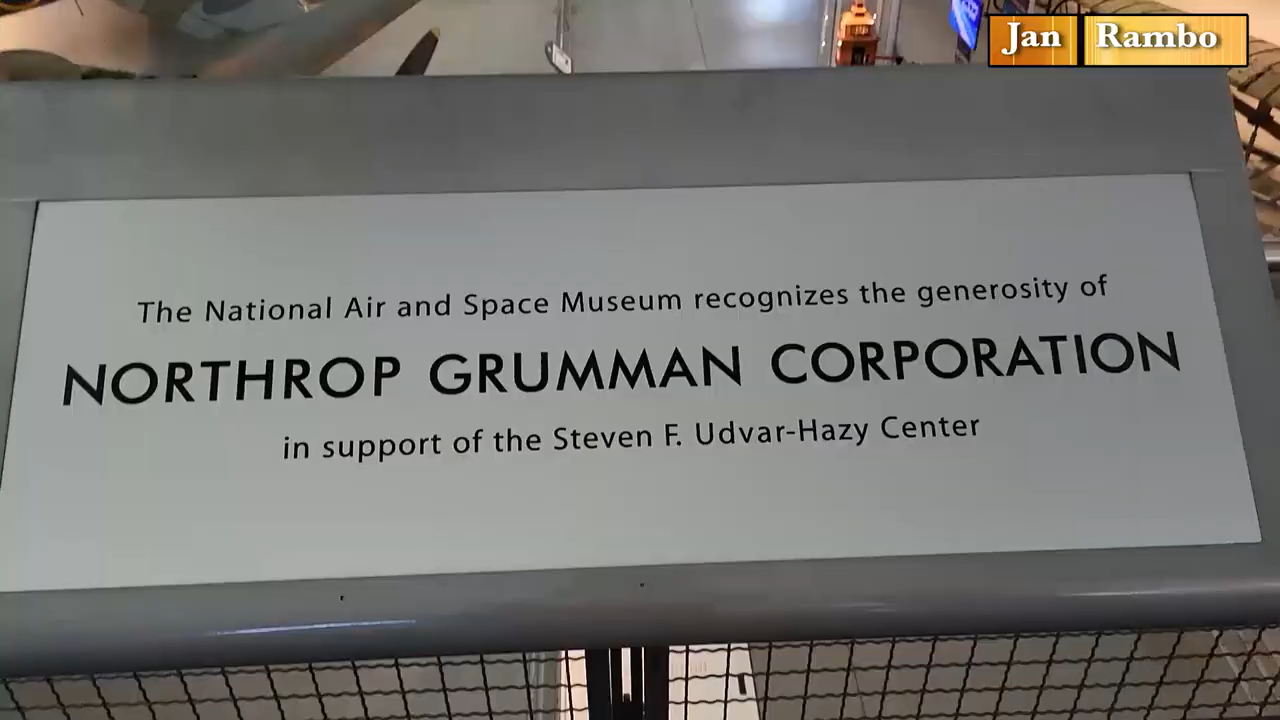 Jan Rambo
The National Air and Space Museum recognizes the generosity of
NORTHROP GRUMMAN CORPORATION
in support of the Steven F. Udvar-Hazy Center